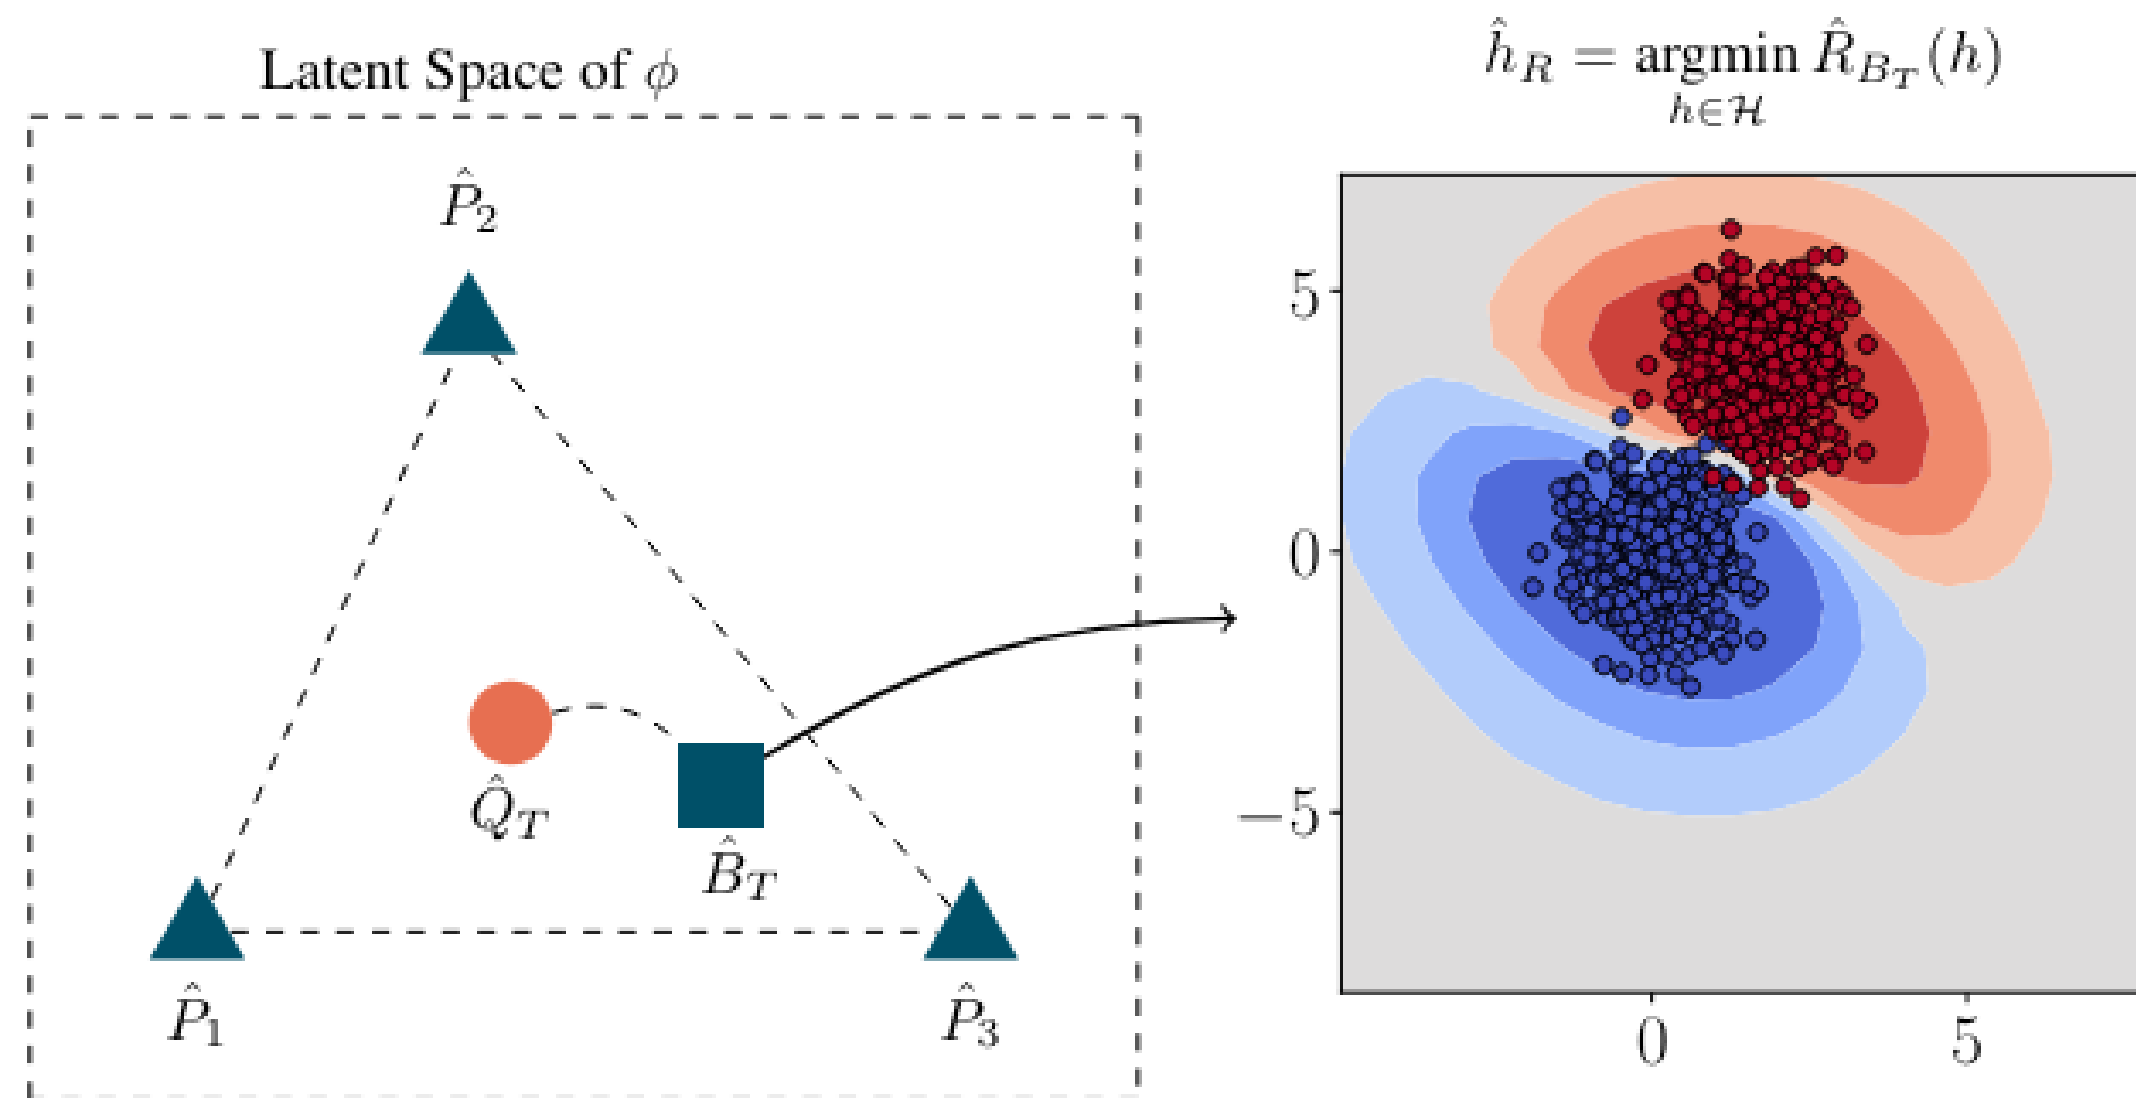 Latent Space of ϕ
P̂₂
Q̂_T
B̂_T
P̂₁
P̂₃
ĥ_R = argmin R̂_{B_T}(h)
h∈ℋ
5
0
−5
0 5